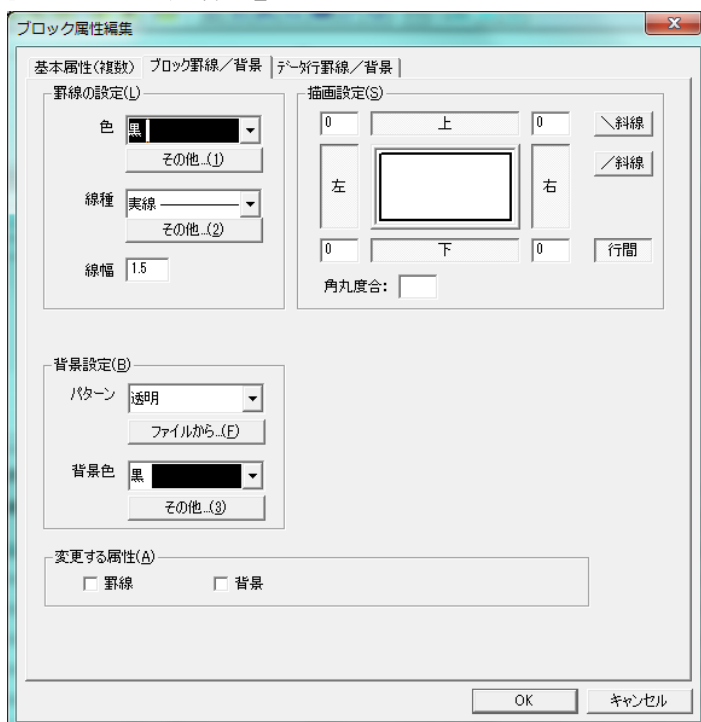 ブロック属性編集
x
基本属性(複数)
ブロック罫線／背景
ﾃﾞｰﾀ行罫線／背景
罫線の設定(L)
色
黒
その他...(1)
線種
実線
その他...(2)
線幅
1.5
描画設定(S)
0
上
0
＼斜線
左
右
／斜線
0
下
0
行間
角丸度合:
背景設定(B)
パターン
透明
ファイルから...(F)
背景色
黒
その他...(3)
変更する属性(A)
罫線
背景
OK
キャンセル